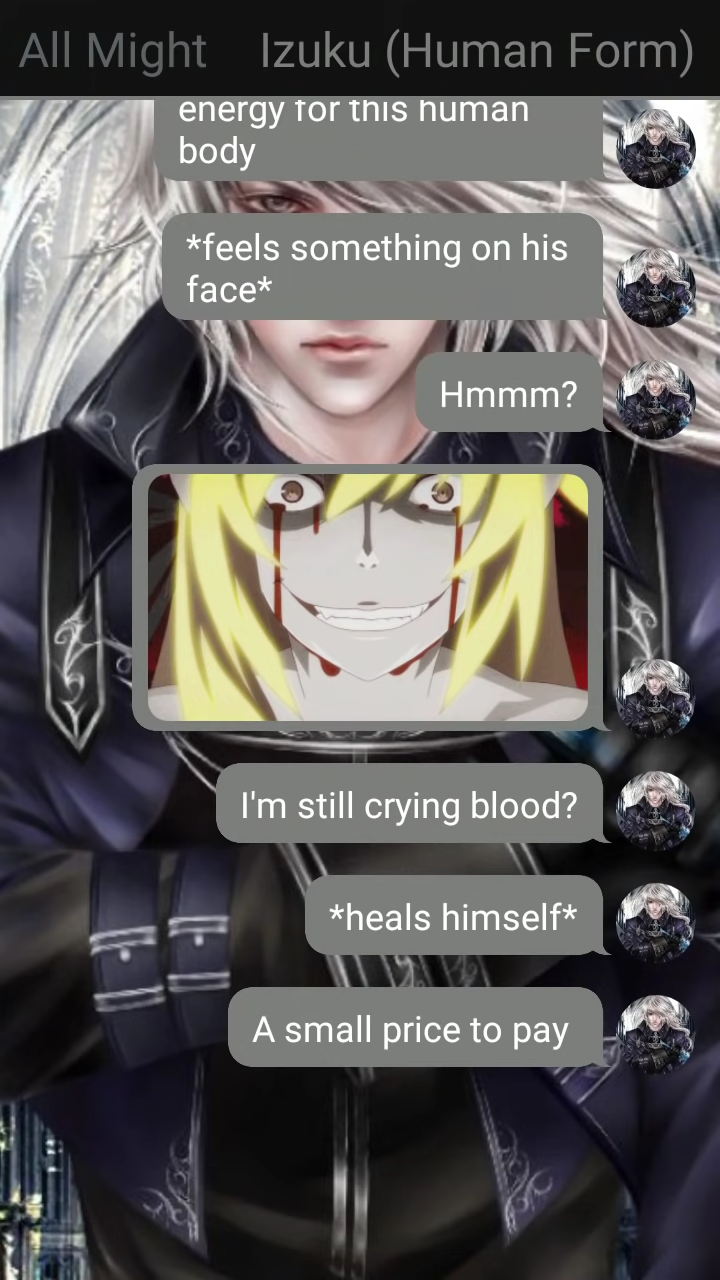 All Might Izuku (Human Form)
energy for this human
body
*feels something on his
face*
Hmmm?
I'm still crying blood?
*heals himself*
A small price to pay